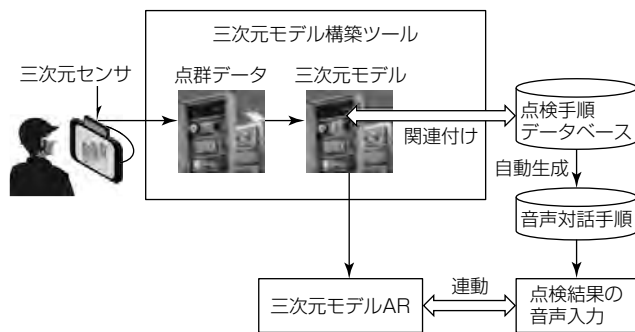 三次元モデル構築ツール
三次元センサ
点群データ
三次元モデル
関連付け
点検手順
データベース
自動生成
音声対話手順
三次元モデルAR
連動
点検結果の
音声入力